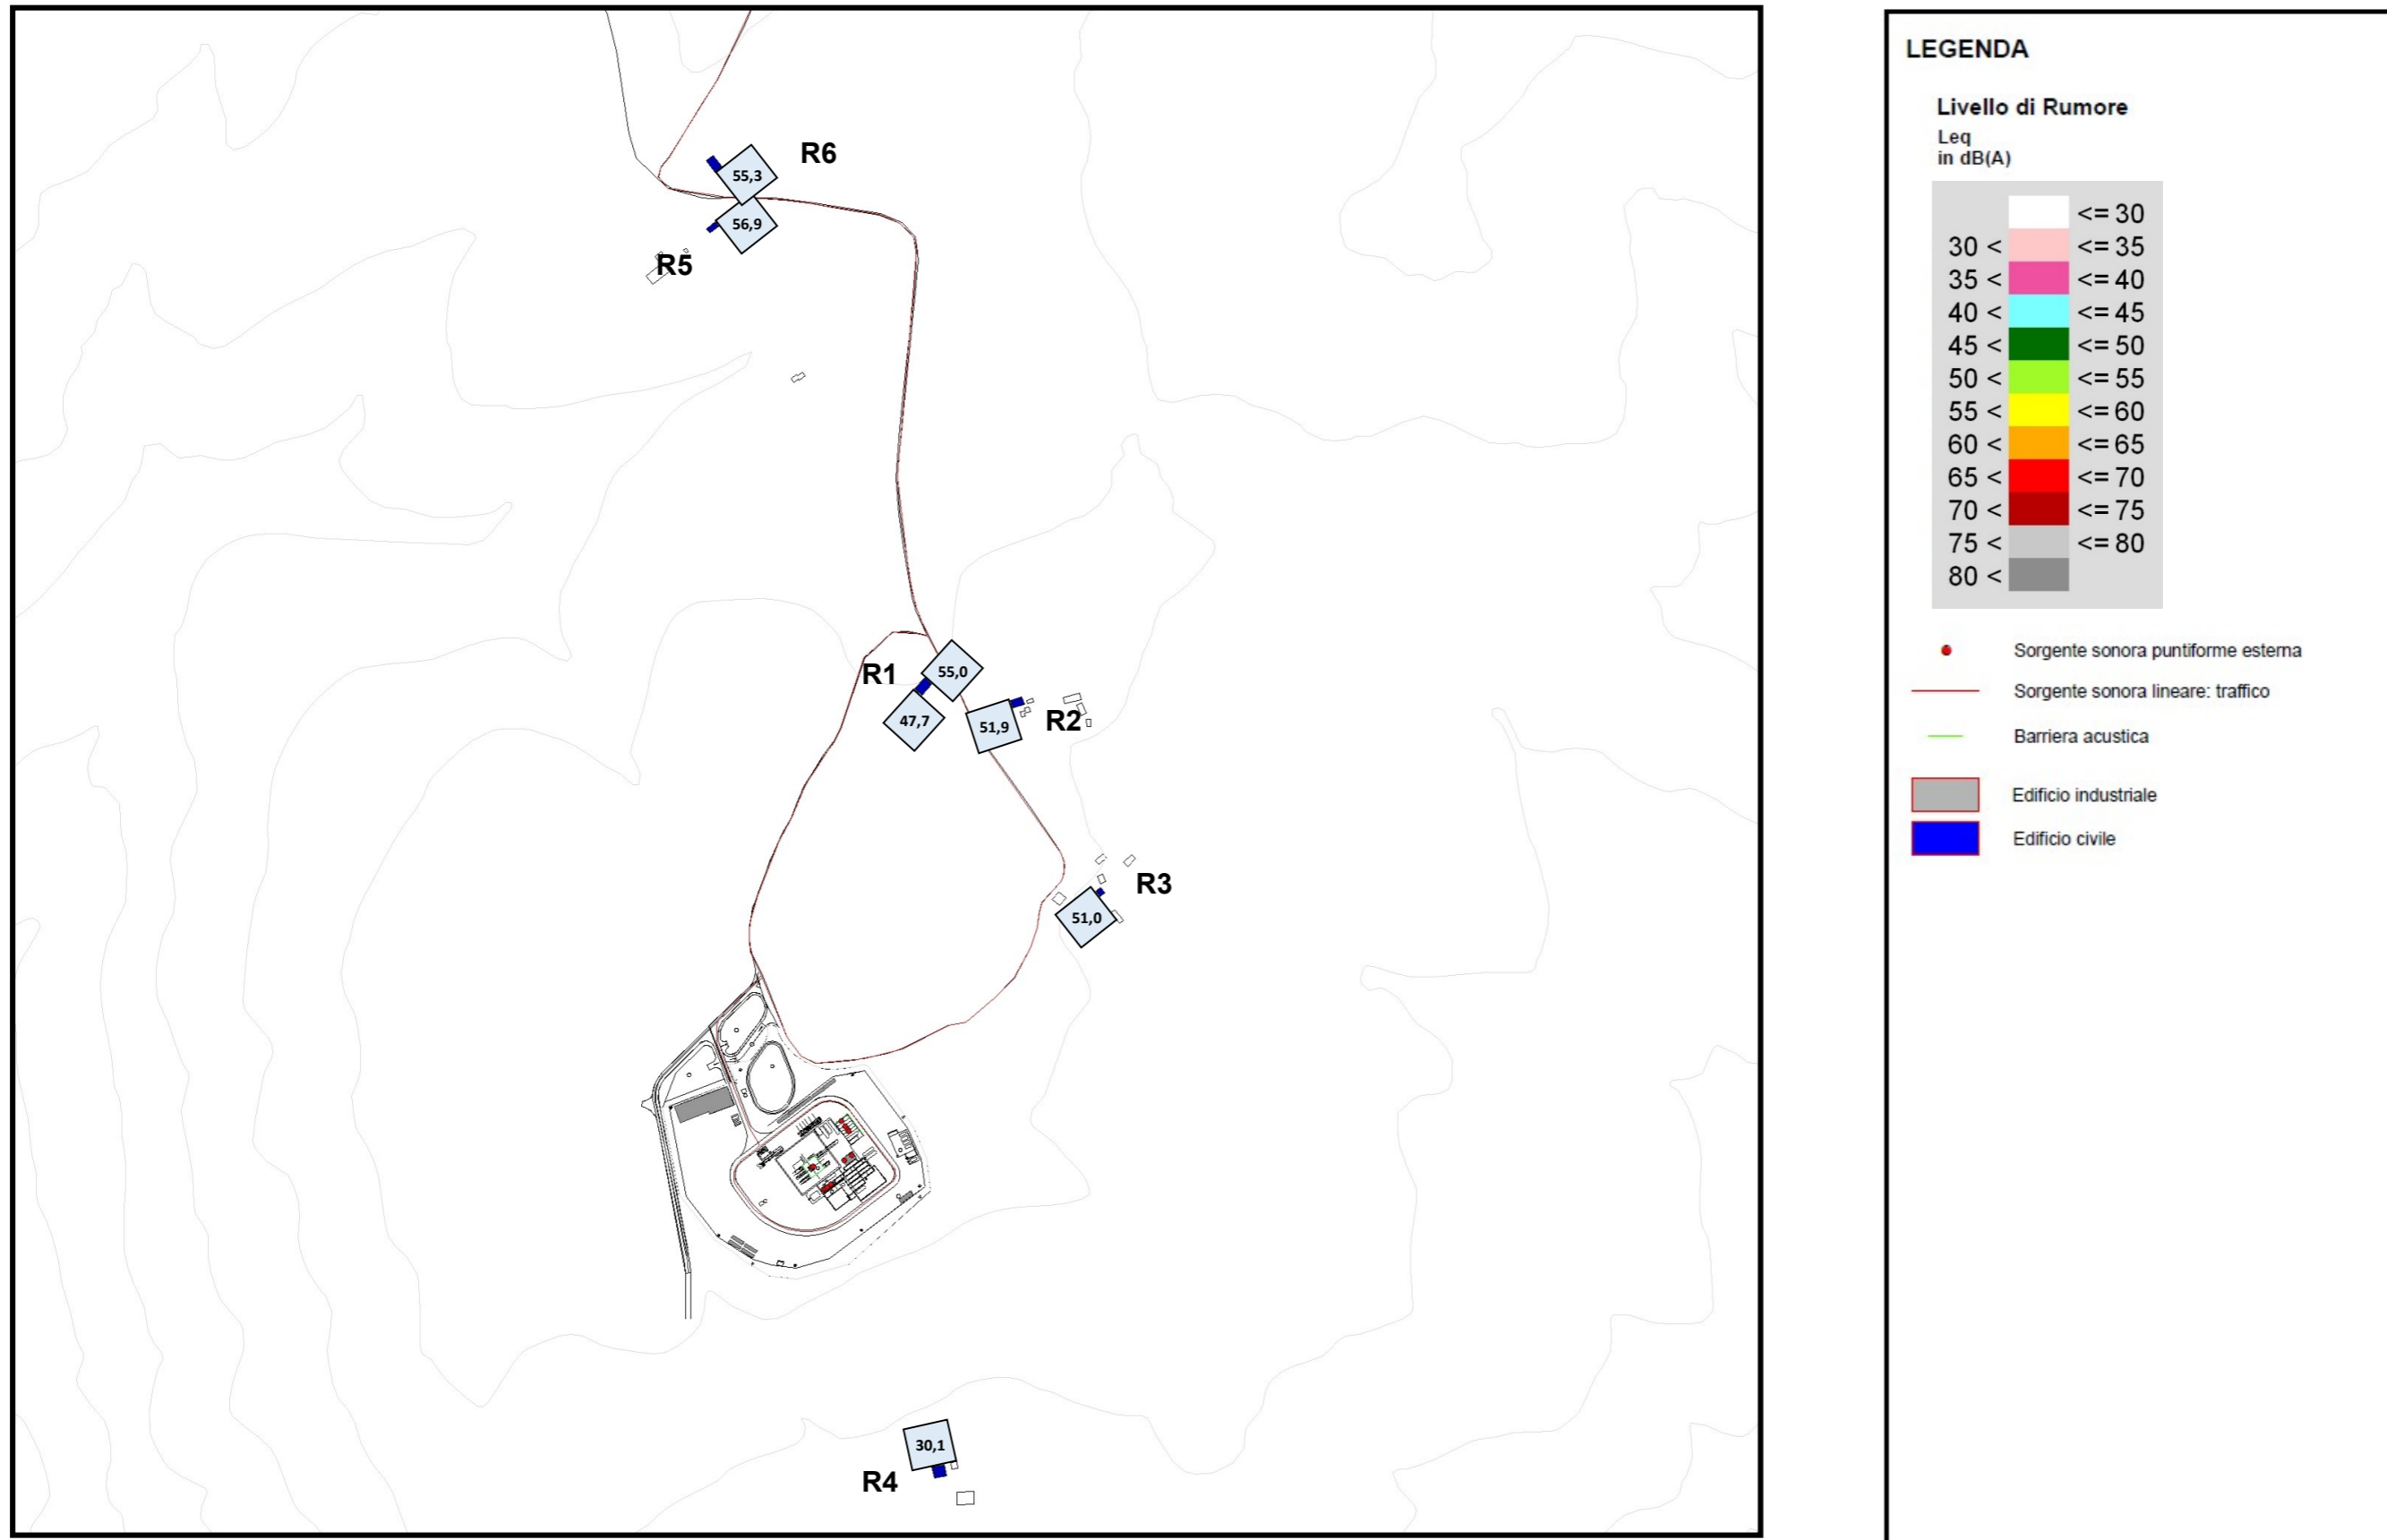 R6
55,3
56,9
R5
R1
55,0
47,7
51,9
R2
R3
51,0
30,1
R4
LEGENDA
Livello di Rumore
Leq
in dB(A)
<= 30
30 < <= 35
35 < <= 40
40 < <= 45
45 < <= 50
50 < <= 55
55 < <= 60
60 < <= 65
65 < <= 70
70 < <= 75
75 < <= 80
80 <
Sorgente sonora puntiforme esterna
Sorgente sonora lineare: traffico
Barriera acustica
Edificio industriale
Edificio civile